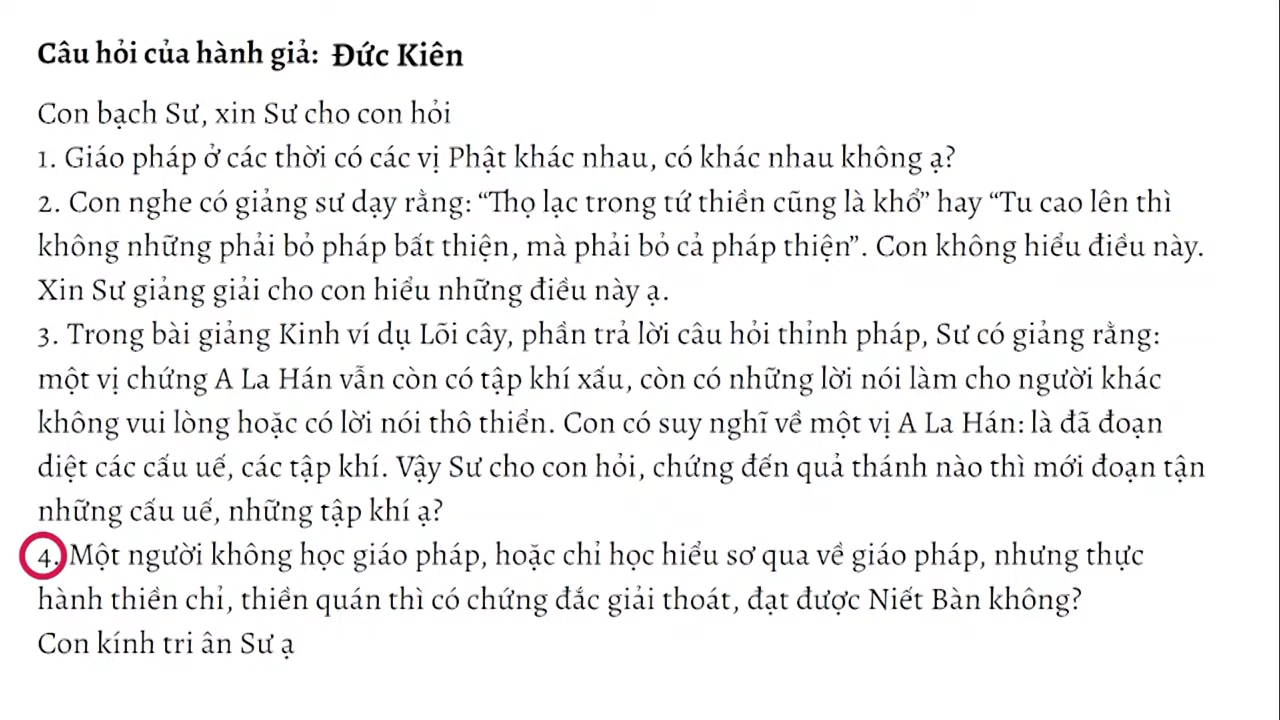 Câu hỏi của hành giả: Đức Kiên
Con bạch Sư, xin Sư cho con hỏi
1. Giáo pháp ở các thời có các vị Phật khác nhau, có khác nhau không ạ?
2. Con nghe có giảng sư dạy rằng: “Thọ lạc trong tứ thiền cũng là khổ” hay “Tu cao lên thì
không những phải bỏ pháp bất thiện, mà phải bỏ cả pháp thiện”. Con không hiểu điều này.
Xin Sư giảng giải cho con hiểu những điều này ạ.
3. Trong bài giảng Kinh ví dụ Lõi cây, phần trả lời câu hỏi thỉnh pháp, Sư có giảng rằng:
một vị chứng A La Hán vẫn còn có tập khí xấu, còn có những lời nói làm cho người khác
không vui lòng hoặc có lời nói thô thiển. Con có suy nghĩ về một vị A La Hán: là đã đoạn
diệt các cấu uế, các tập khí. Vậy Sư cho con hỏi, chứng đến quả thánh nào thì mới đoạn tận
những cấu uế, những tập khí ạ?
4. Một người không học giáo pháp, hoặc chỉ học hiểu sơ qua về giáo pháp, nhưng thực
hành thiền chỉ, thiền quán thì có chứng đắc giải thoát, đạt được Niết Bàn không?
Con kính tri ân Sư ạ